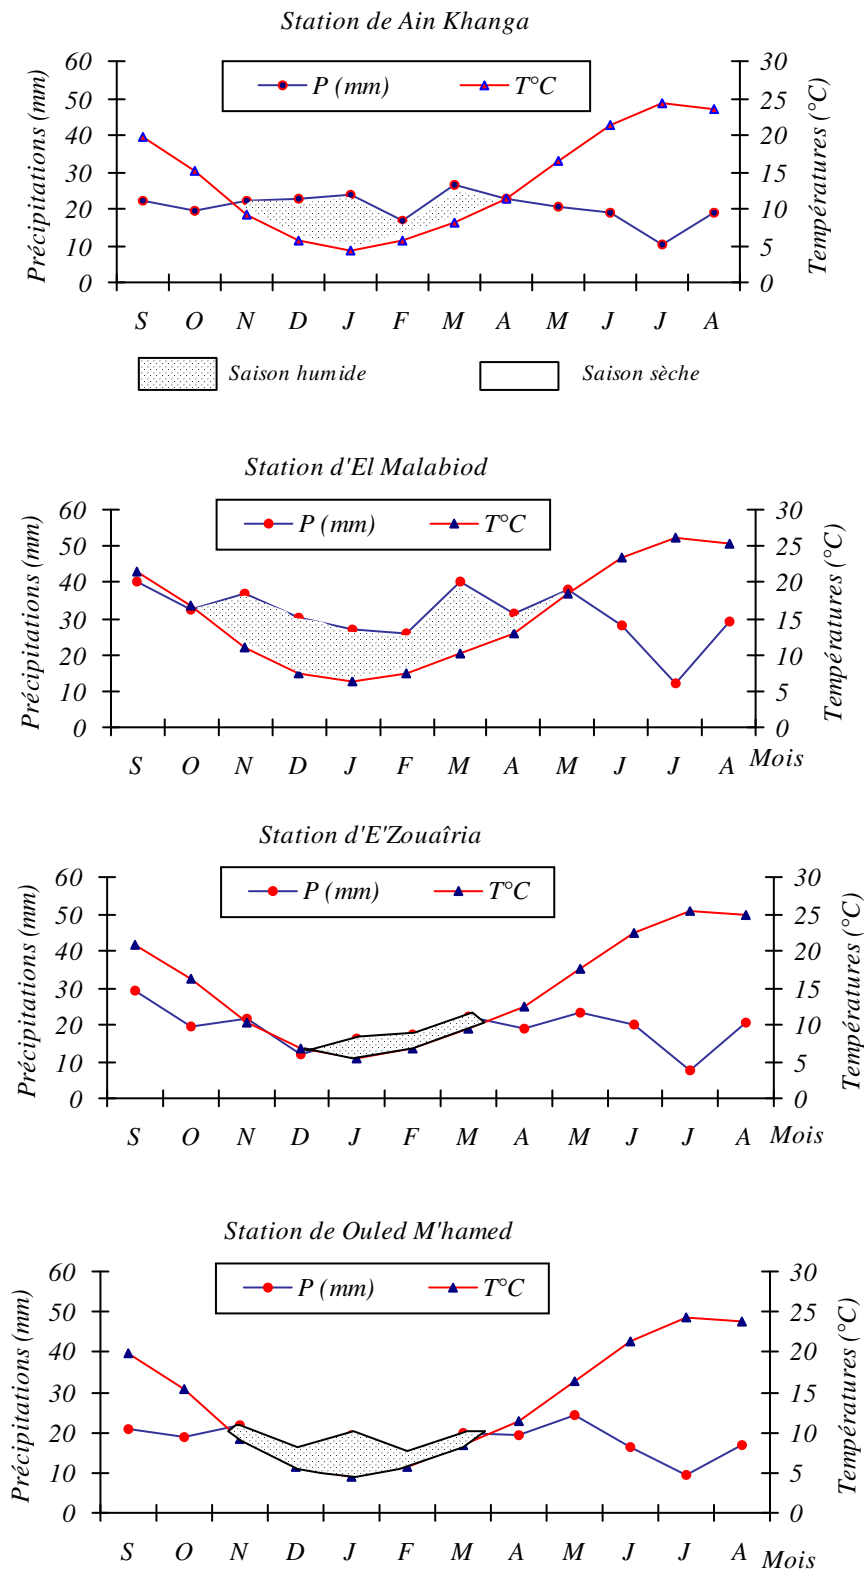 Station de Ain Khanga
P (mm) T°C
Précipitations (mm)
60
50
40
30
20
10
0
Températures (°C)
30
25
20
15
10
5
0
S O N D J F M A M J J A
Saison humide Saison sèche
Station d'El Malabiod
P (mm) T°C
Précipitations (mm)
60
50
40
30
20
10
0
Températures (°C)
30
25
20
15
10
5
0
S O N D J F M A M J J A Mois
Station d'E'Zouaîria
P (mm) T°C
Précipitations (mm)
60
50
40
30
20
10
0
Températures (°C)
30
25
20
15
10
5
0
S O N D J F M A M J J A Mois
Station de Ouled M'hamed
P (mm) T°C
Précipitations (mm)
60
50
40
30
20
10
0
Températures (°C)
30
25
20
15
10
5
0
S O N D J F M A M J J A Mois